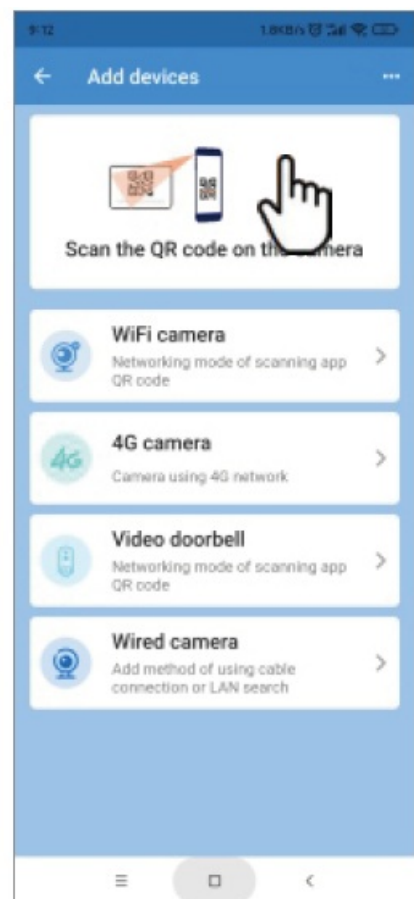 9:12
1.8KB/s
Add devices
Scan the QR code on the camera
WiFi camera
Networking mode of scanning app
QR code
4G
4G camera
Camera using 4G network
Video doorbell
Networking mode of scanning app
QR code
Wired camera
Add method of using cable
connection or LAN search